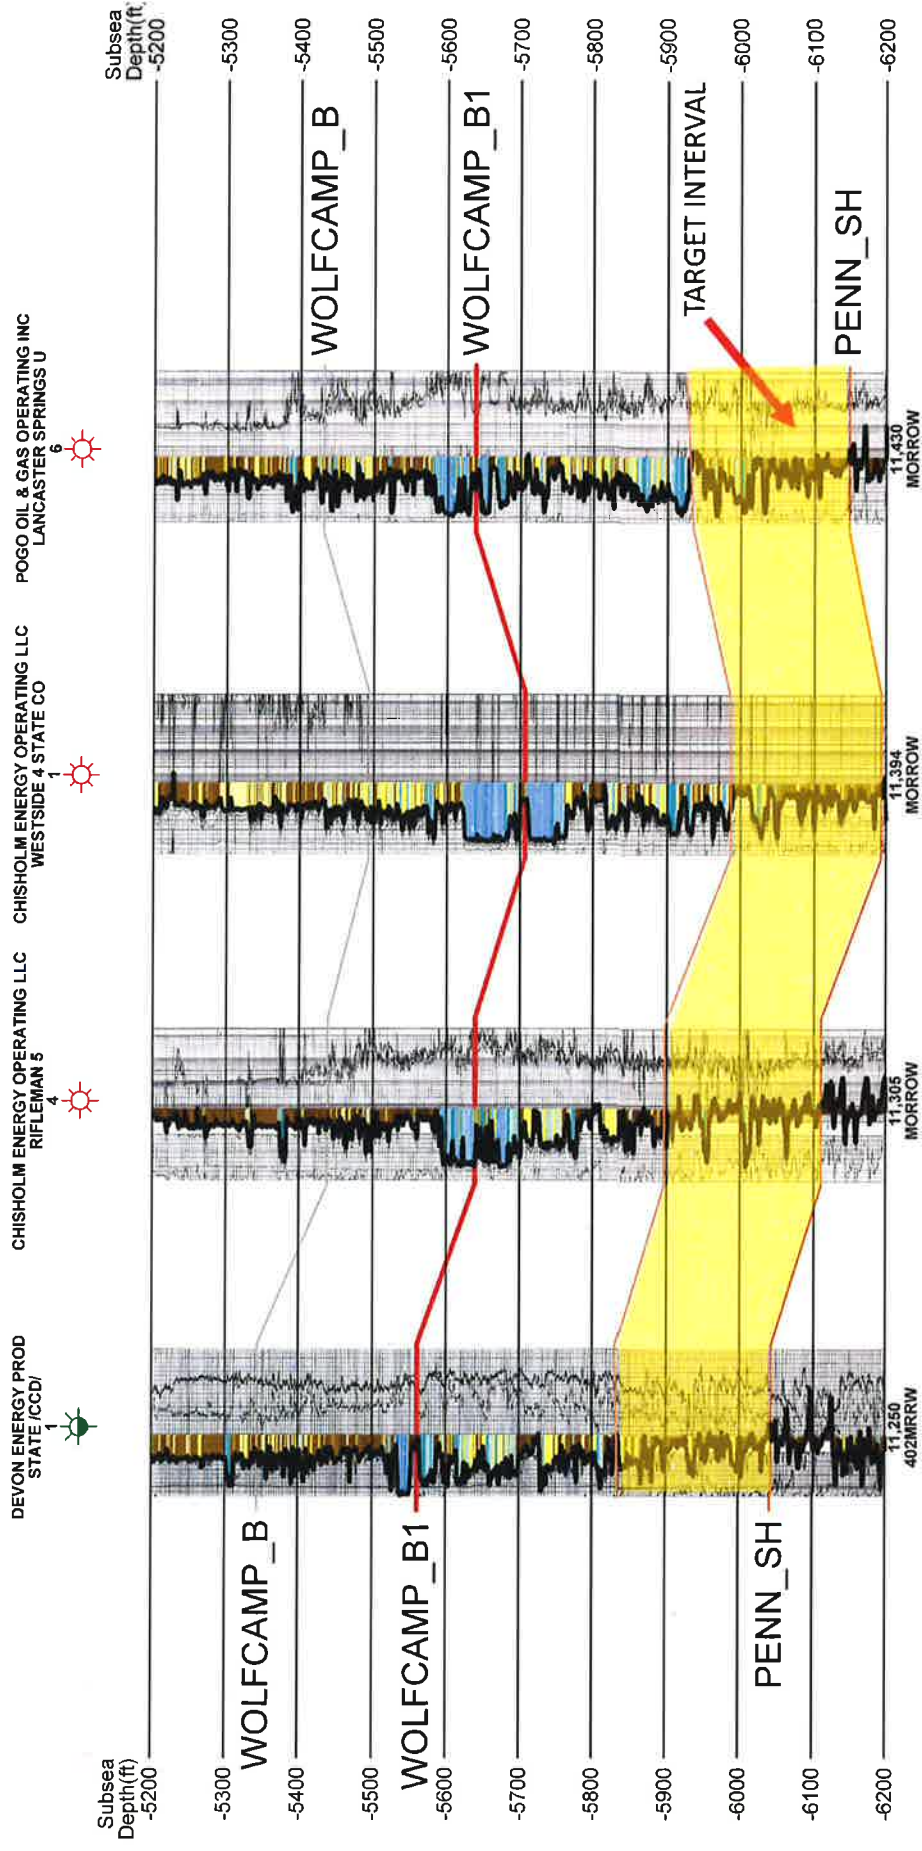 DEVON ENERGY PROD
STATE /CCD/
1
CHISHOLM ENERGY OPERATING LLC
RIFLEMAN 5
4
CHISHOLM ENERGY OPERATING LLC
WESTSIDE 4 STATE CO
1
POGO OIL & GAS OPERATING INC
LANCASTER SPRINGS U
6
Subsea
Depth(ft)
-5200
-5300
-5400
-5500
-5600
-5700
-5800
-5900
-6000
-6100
-6200
WOLFCAMP_B
WOLFCAMP_B1
PENN_SH
Subsea
Depth(ft)
-5200
-5300
-5400
-5500
-5600
-5700
-5800
-5900
-6000
-6100
-6200
WOLFCAMP_B
WOLFCAMP_B1
TARGET INTERVAL
PENN_SH
11,250
402MRRW
11,305
MORROW
11,394
MORROW
11,430
MORROW